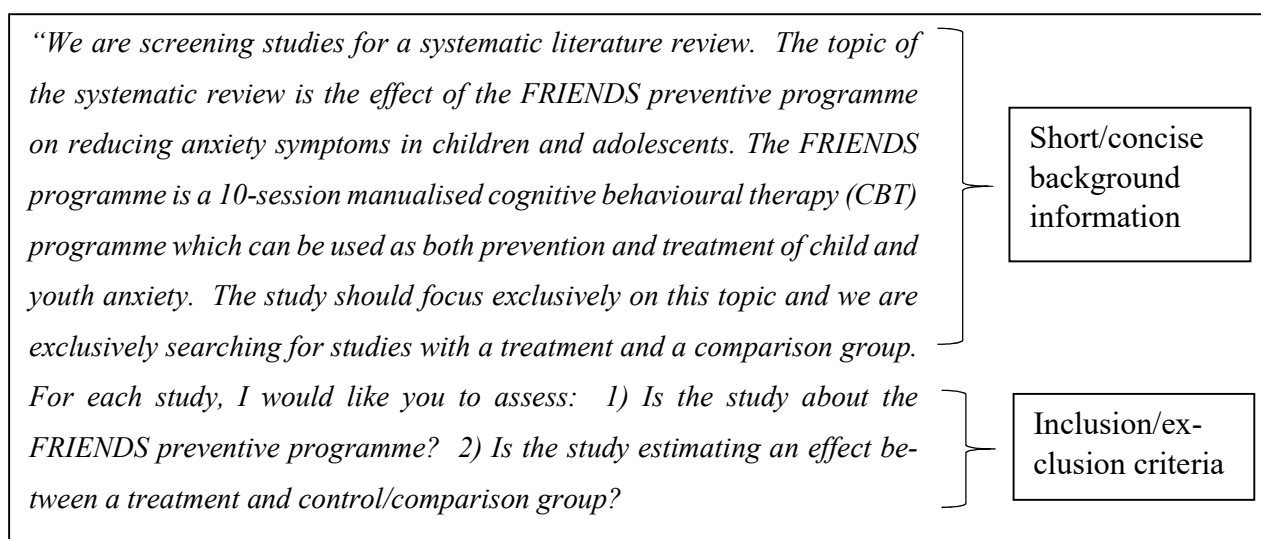 “We are screening studies for a systematic literature review. The topic of
the systematic review is the effect of the FRIENDS preventive programme
on reducing anxiety symptoms in children and adolescents. The FRIENDS
programme is a 10-session manualised cognitive behavioural therapy (CBT)
programme which can be used as both prevention and treatment of child and
youth anxiety. The study should focus exclusively on this topic and we are
exclusively searching for studies with a treatment and a comparison group.
For each study, I would like you to assess: 1) Is the study about the
FRIENDS preventive programme? 2) Is the study estimating an effect be-
tween a treatment and control/comparison group?
Short/concise
background
information
Inclusion/ex-
clusion criteria